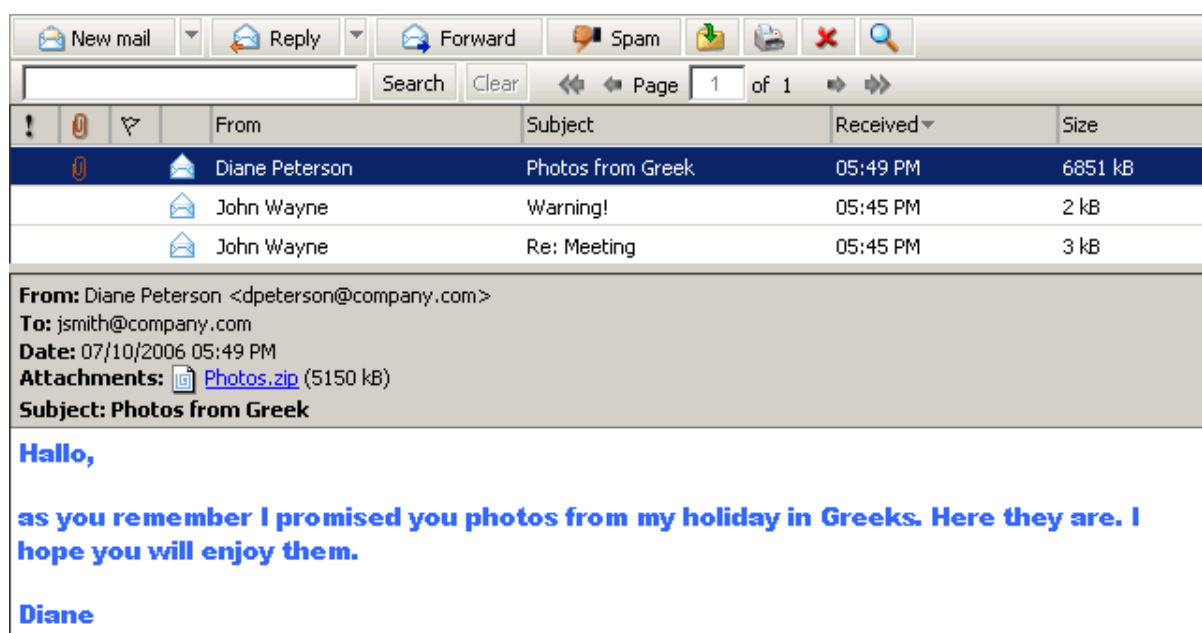 New mail Reply Forward Spam
Search Clear Page 1 of 1
! From Subject Received Size
Diane Peterson Photos from Greek 05:49 PM 6851 kB
John Wayne Warning! 05:45 PM 2 kB
John Wayne Re: Meeting 05:45 PM 3 kB
From: Diane Peterson <dpeterson@company.com>
To: jsmith@company.com
Date: 07/10/2006 05:49 PM
Attachments: Photos.zip (5150 kB)
Subject: Photos from Greek
Hallo,
as you remember I promised you photos from my holiday in Greeks. Here they are. I
hope you will enjoy them.
Diane